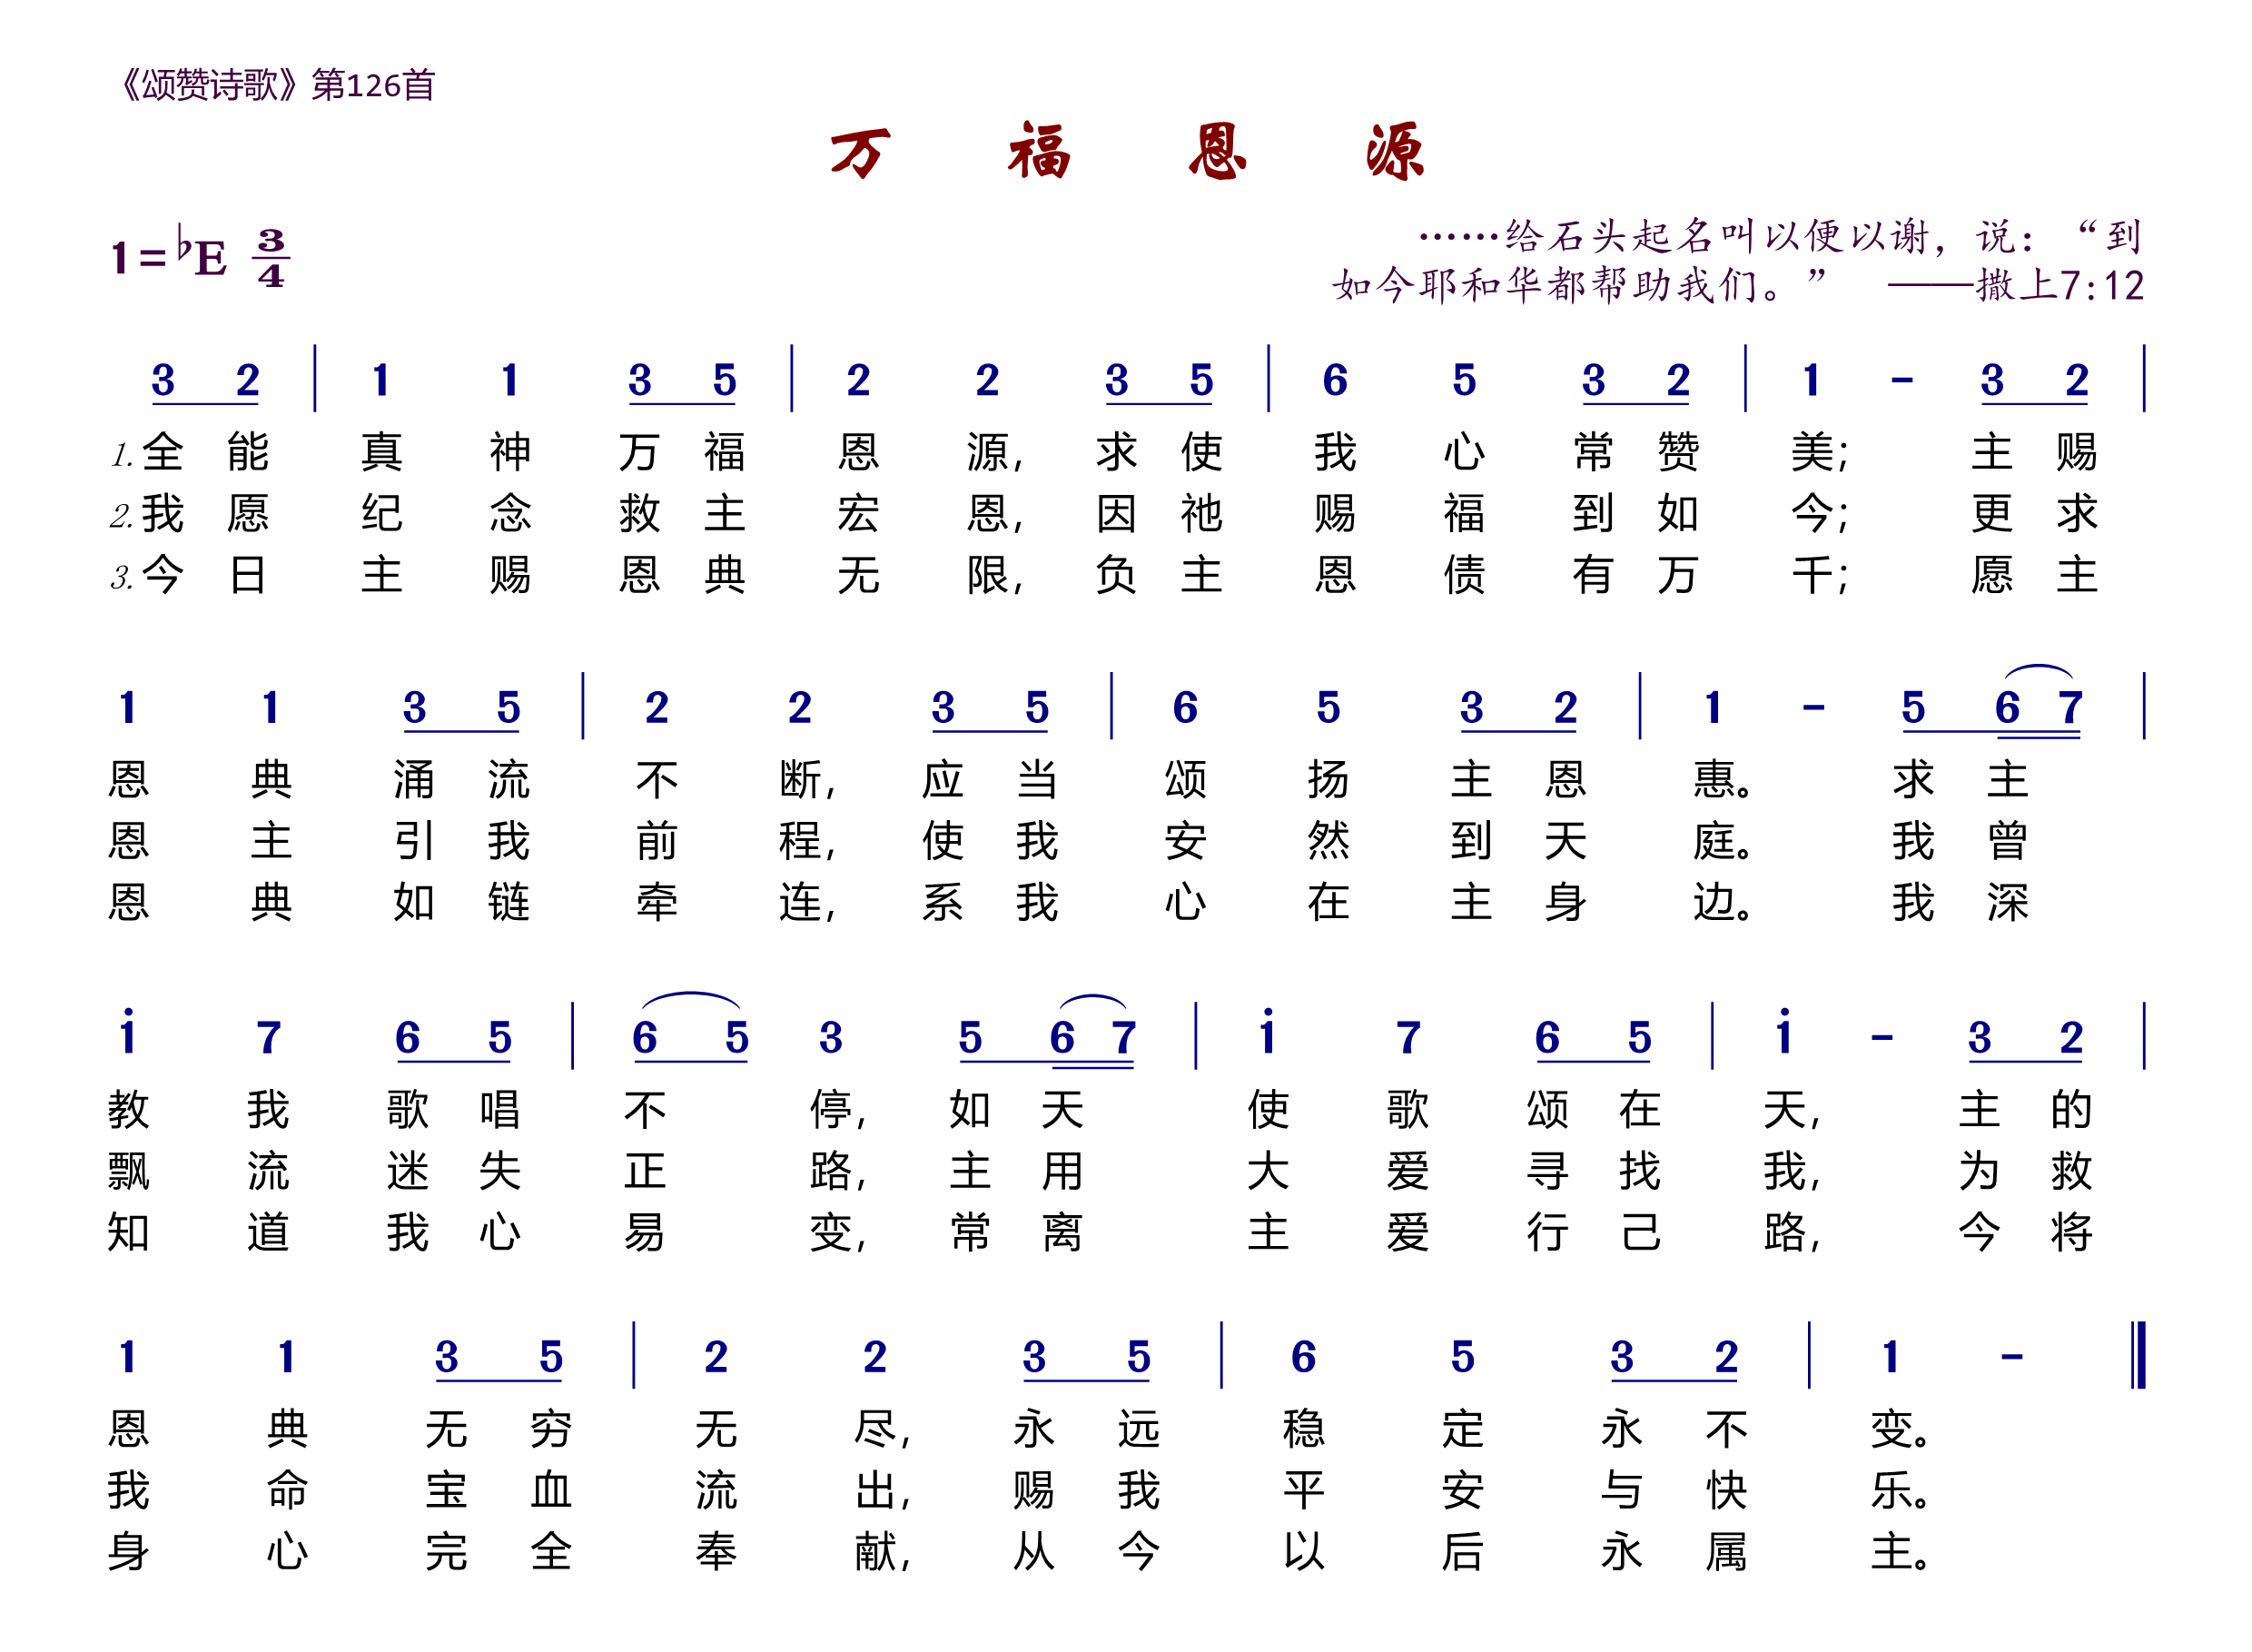 《颂赞诗歌》第126首
万 福 恩 源
1=♭E 3/4
……给石头起名叫以便以谢，说：“到
如今耶和华都帮助我们。” ——撒上7:12
3 2 | 1 1 3 5 | 2 2 3 5 | 6 5 3 2 | 1 - 3 2 |
1.全能真神万福恩源，求使我心常赞美；主赐
2.我愿纪念救主宏恩，因祂赐福到如今；更求
3.今日主赐恩典无限，负主恩债有万千；愿主
1 1 3 5 | 2 2 3 5 | 6 5 3 2 | 1 - 5 6 7 |
恩典涌流不断，应当颂扬主恩惠。求主
恩主引我前程，使我安然到天庭。我曾
恩典如链牵连，系我心在主身边。我深
i 7 6 5 | 6 5 3 5 6 7 | i 7 6 5 | i - 3 2 |
教我歌唱不停，如天使歌颂在天，主的
飘流迷失正路，主用大爱寻找我，为救
知道我心易变，常离主爱行己路，今将
1 1 3 5 | 2 2 3 5 | 6 5 3 2 | 1 - ‖
恩典无穷无尽，永远稳定永不变。
我命宝血流出，赐我平安与快乐。
身心完全奉献，从今以后永属主。